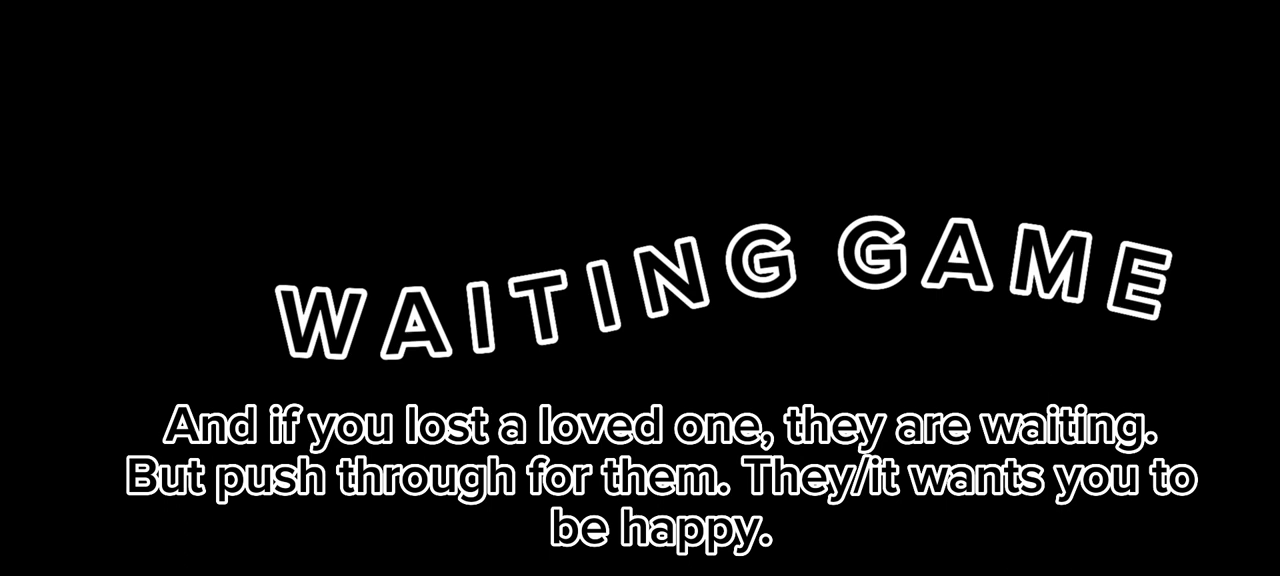 WAITING GAME
And if you lost a loved one, they are waiting.
But push through for them. They/it wants you to
be happy.